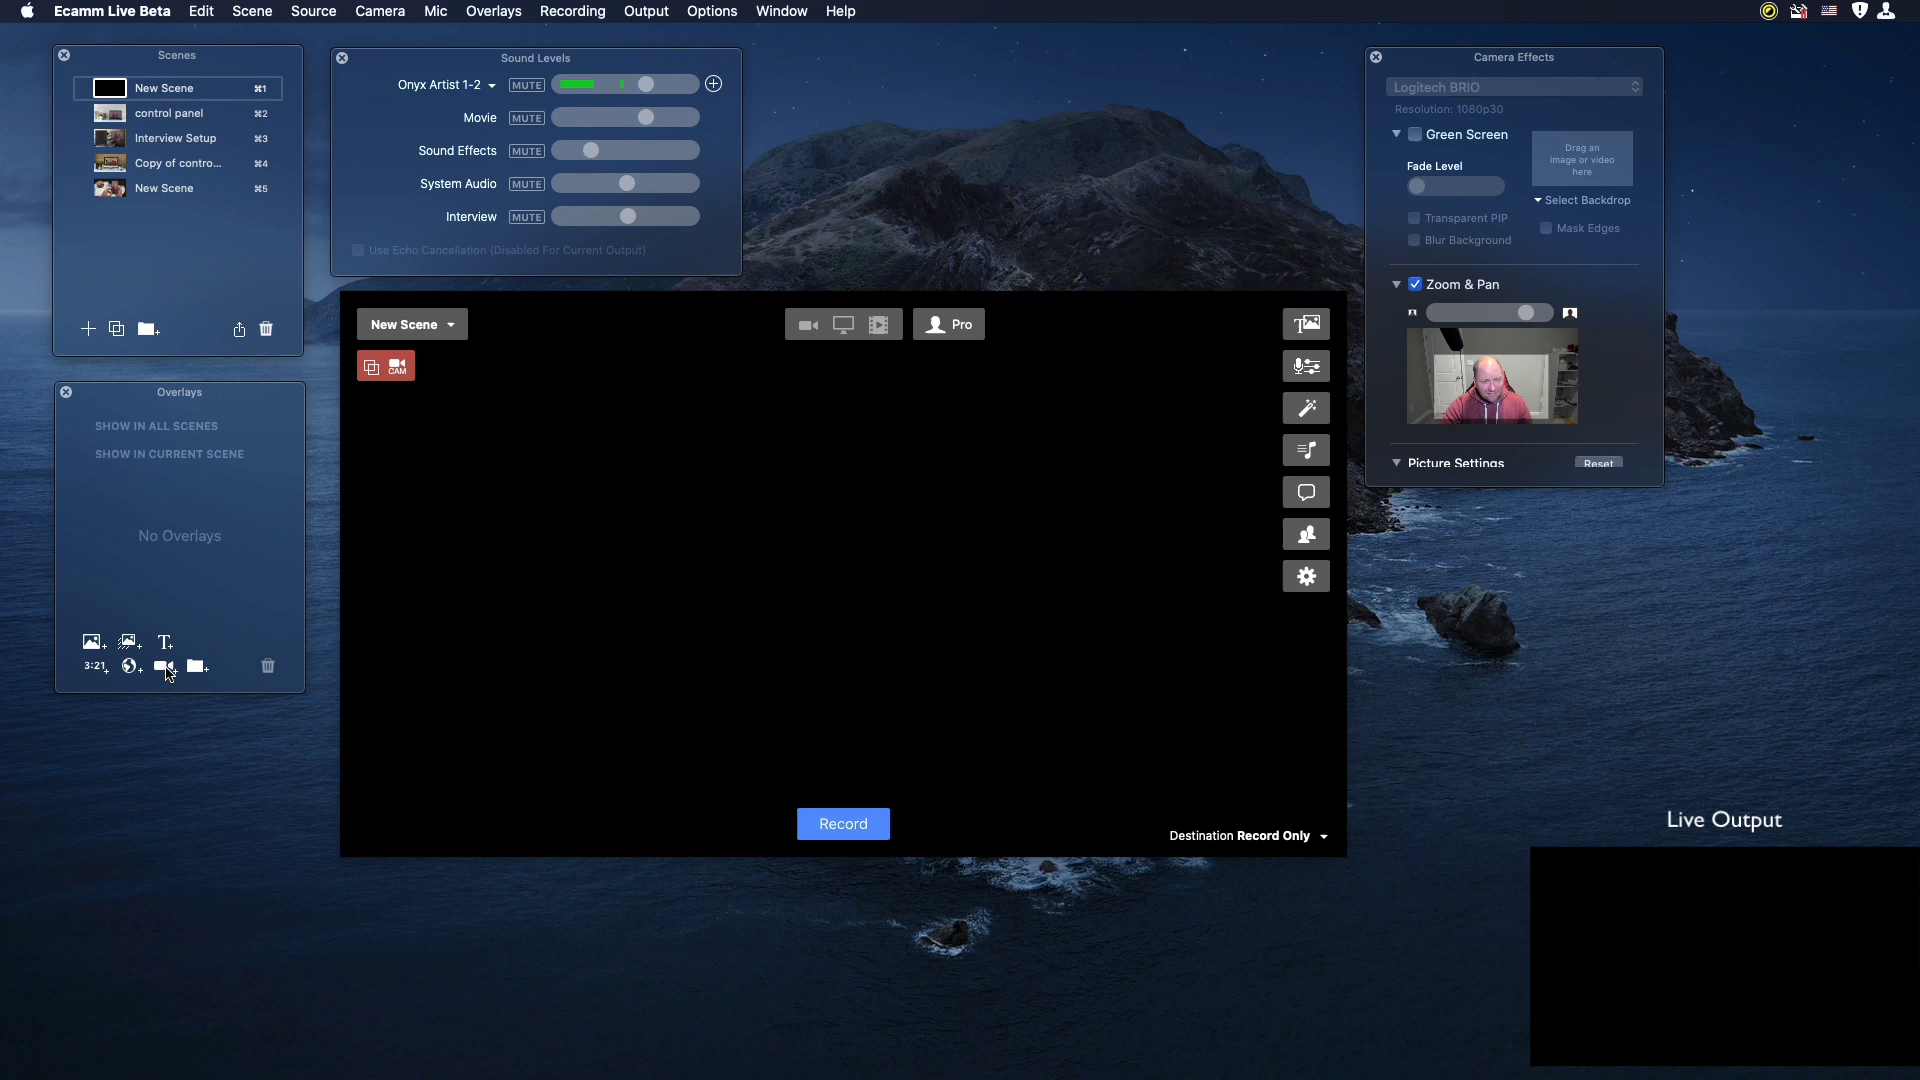 Ecamm Live Beta Edit Scene Source Camera Mic Overlays Recording Output Options Window Help
Scenes
New Scene ⌘1
control panel ⌘2
Interview Setup ⌘3
Copy of contro... ⌘4
New Scene ⌘5
Sound Levels
Onyx Artist 1-2 MUTE
Movie MUTE
Sound Effects MUTE
System Audio MUTE
Interview MUTE
Use Echo Cancellation (Disabled For Current Output)
Camera Effects
Logitech BRIO
Resolution: 1080p30
Green Screen
Drag an
image or video
here
Fade Level
Select Backdrop
Transparent PIP
Mask Edges
Blur Background
Zoom & Pan
Picture Settings Reset
Overlays
SHOW IN ALL SCENES
SHOW IN CURRENT SCENE
No Overlays
T+
3:21+
New Scene
Pro
CAM
Record
Destination Record Only
Live Output